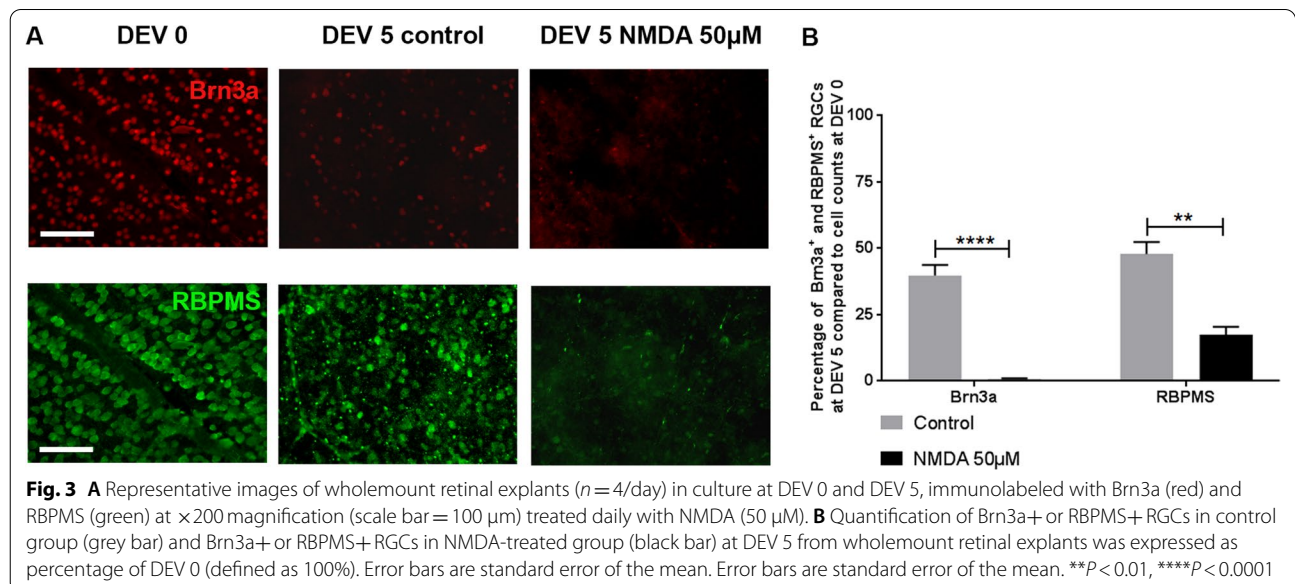 A DEV 0 DEV 5 control DEV 5 NMDA 50µM
Brn3a
RBPMS
B
Percentage of Brn3a⁺ and RBPMS⁺ RGCs
at DEV 5 compared to cell counts at DEV 0
100
75
50
25
0
****
**
Brn3a RBPMS
Control
NMDA 50µM
Fig. 3 A Representative images of wholemount retinal explants (n = 4/day) in culture at DEV 0 and DEV 5, immunolabeled with Brn3a (red) and
RBPMS (green) at ×200 magnification (scale bar = 100 µm) treated daily with NMDA (50 µM). B Quantification of Brn3a+ or RBPMS+ RGCs in control
group (grey bar) and Brn3a+ or RBPMS+ RGCs in NMDA-treated group (black bar) at DEV 5 from wholemount retinal explants was expressed as
percentage of DEV 0 (defined as 100%). Error bars are standard error of the mean. Error bars are standard error of the mean. **P < 0.01, ****P < 0.0001